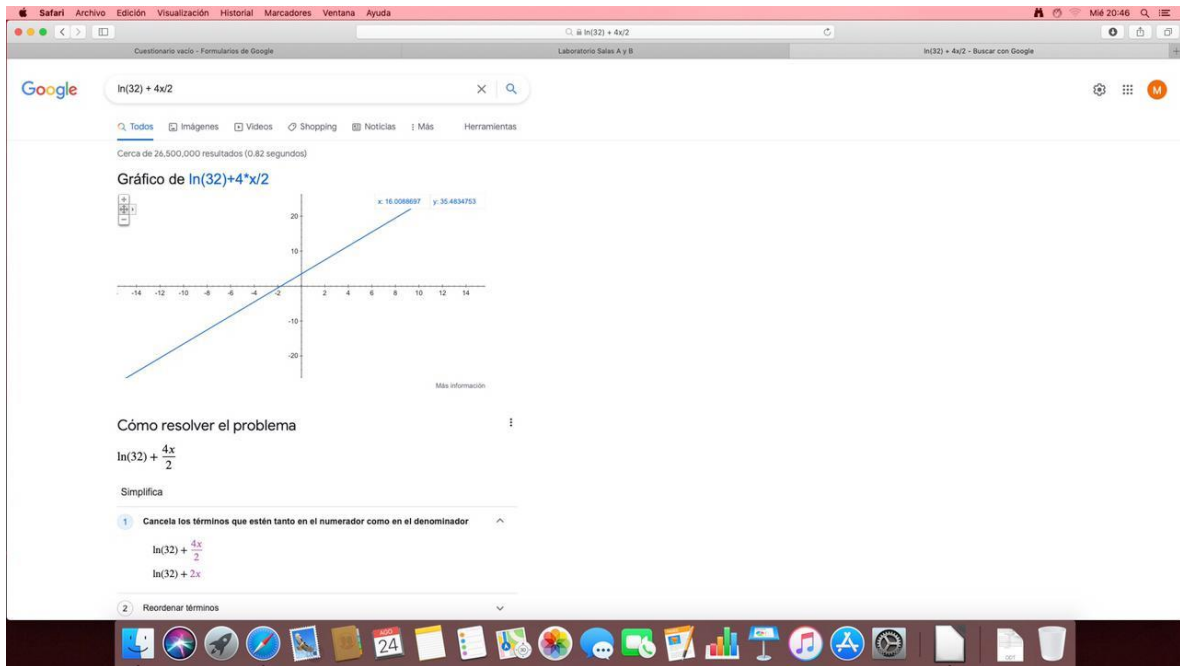 Safari Archivo Edición Visualización Historial Marcadores Ventana Ayuda Mié 20:46
ln(32) + 4x/2
Cuestionario vacío - Formularios de Google Laboratorio Salas A y B ln(32) + 4x/2 - Buscar con Google
Google ln(32) + 4x/2 M
Todos Imágenes Videos Shopping Noticias Más Herramientas
Cerca de 26,500,000 resultados (0.82 segundos)
Gráfico de ln(32)+4*x/2
x: 16.0088697 y: 35.4834753
20
10
-14 -12 -10 -8 -6 -4 -2 2 4 6 8 10 12 14
-10
-20
Más información
Cómo resolver el problema
ln(32) + 4x/2
Simplifica
1 Cancela los términos que estén tanto en el numerador como en el denominador
ln(32) + 4x/2
ln(32) + 2x
2 Reordenar términos
AGO
24